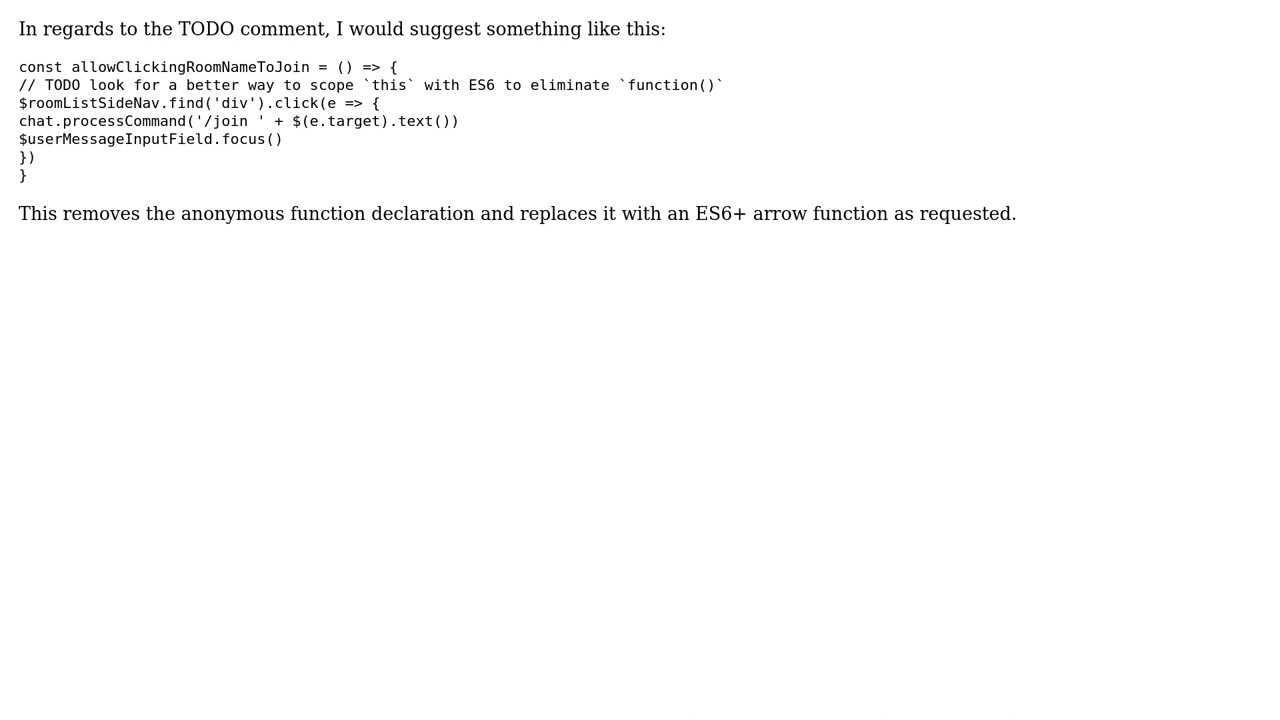 In regards to the TODO comment, I would suggest something like this:
const allowClickingRoomNameToJoin = () => {
// TODO look for a better way to scope `this` with ES6 to eliminate `function()`
$roomListSideNav.find('div').click(e => {
chat.processCommand('/join ' + $(e.target).text())
$userMessageInputField.focus()
})
}
This removes the anonymous function declaration and replaces it with an ES6+ arrow function as requested.